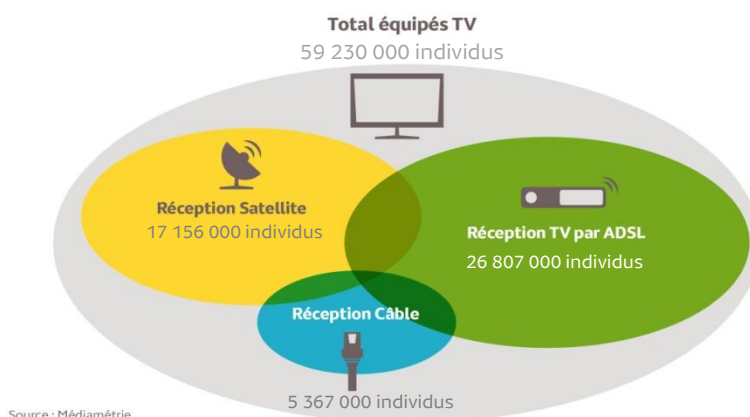 Total équipés TV
59 230 000 individus
Réception Satellite
17 156 000 individus
Réception TV par ADSL
26 807 000 individus
Réception Câble
5 367 000 individus
Source : Médiamétrie